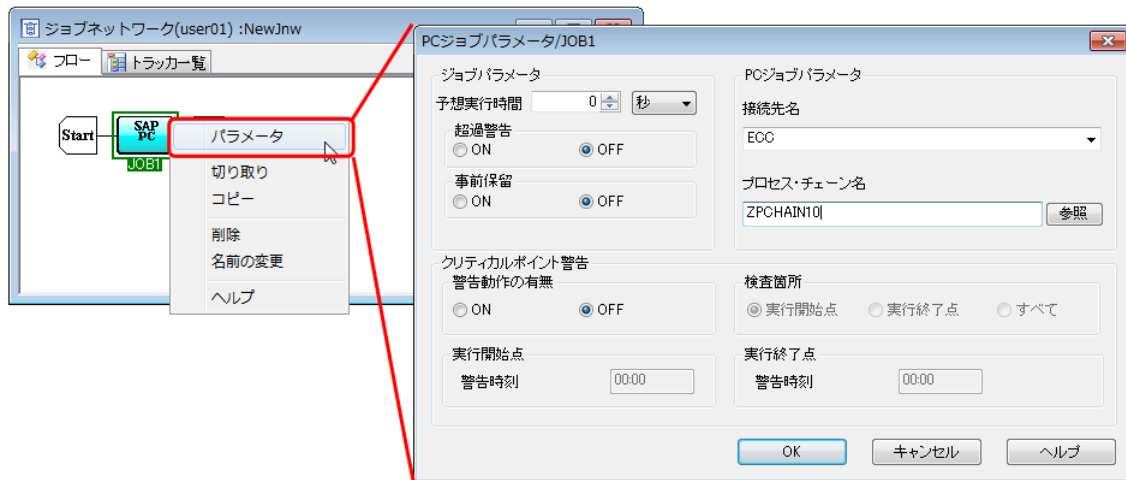 ジョブネットワーク(user01) :NewJnw
フロー
トラッカ一覧
Start
SAP
PC
JOB1
パラメータ
切り取り
コピー
削除
名前の変更
ヘルプ
PCジョブパラメータ/JOB1
ジョブパラメータ
予想実行時間 0 秒
超過警告
ON OFF
事前保留
ON OFF
PCジョブパラメータ
接続先名
ECC
プロセス・チェーン名
ZPCHAIN10 参照
クリティカルポイント警告
警告動作の有無
ON OFF
検査箇所
実行開始点 実行終了点 すべて
実行開始点
警告時刻 00:00
実行終了点
警告時刻 00:00
OK キャンセル ヘルプ